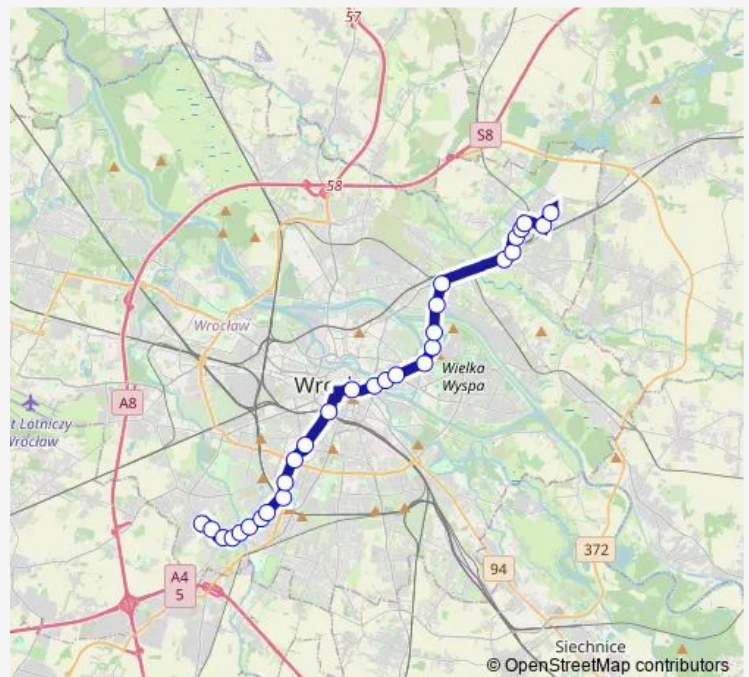 57
S8
58
Wrocław
Wielka
Wyspa
A8
t Lotniczy
Wrocław
372
94
A4
5
Siechnice
© OpenStreetMap contributors